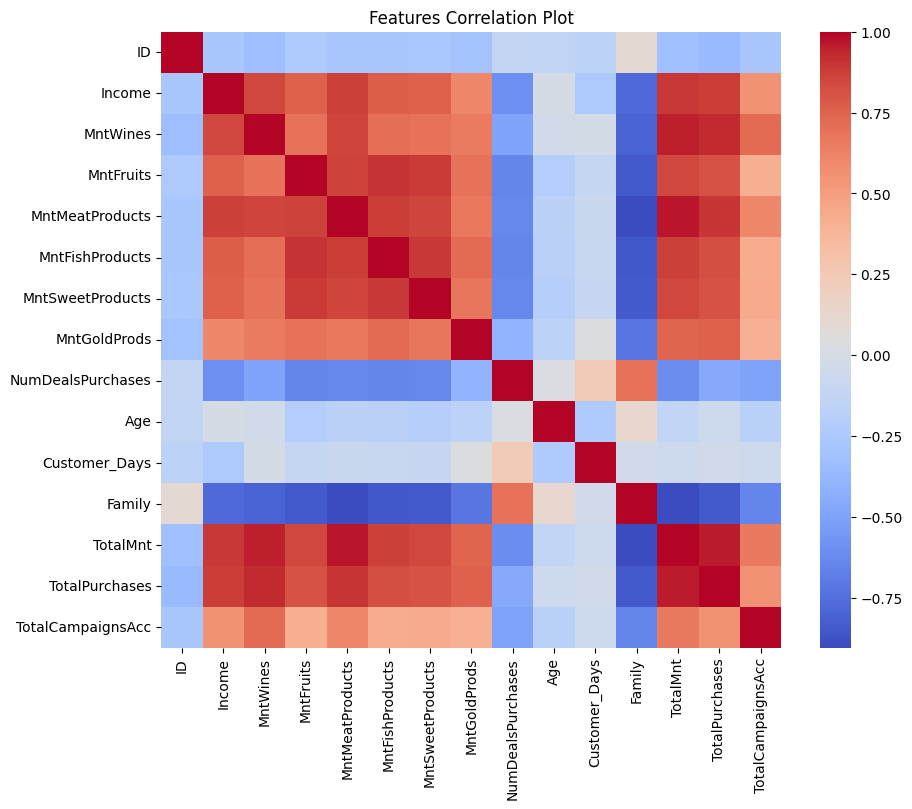 Features Correlation Plot
ID
Income
MntWines
MntFruits
MntMeatProducts
MntFishProducts
MntSweetProducts
MntGoldProds
NumDealsPurchases
Age
Customer_Days
Family
TotalMnt
TotalPurchases
TotalCampaignsAcc
ID
Income
MntWines
MntFruits
MntMeatProducts
MntFishProducts
MntSweetProducts
MntGoldProds
NumDealsPurchases
Age
Customer_Days
Family
TotalMnt
TotalPurchases
TotalCampaignsAcc
1.00
0.75
0.50
0.25
0.00
−0.25
−0.50
−0.75